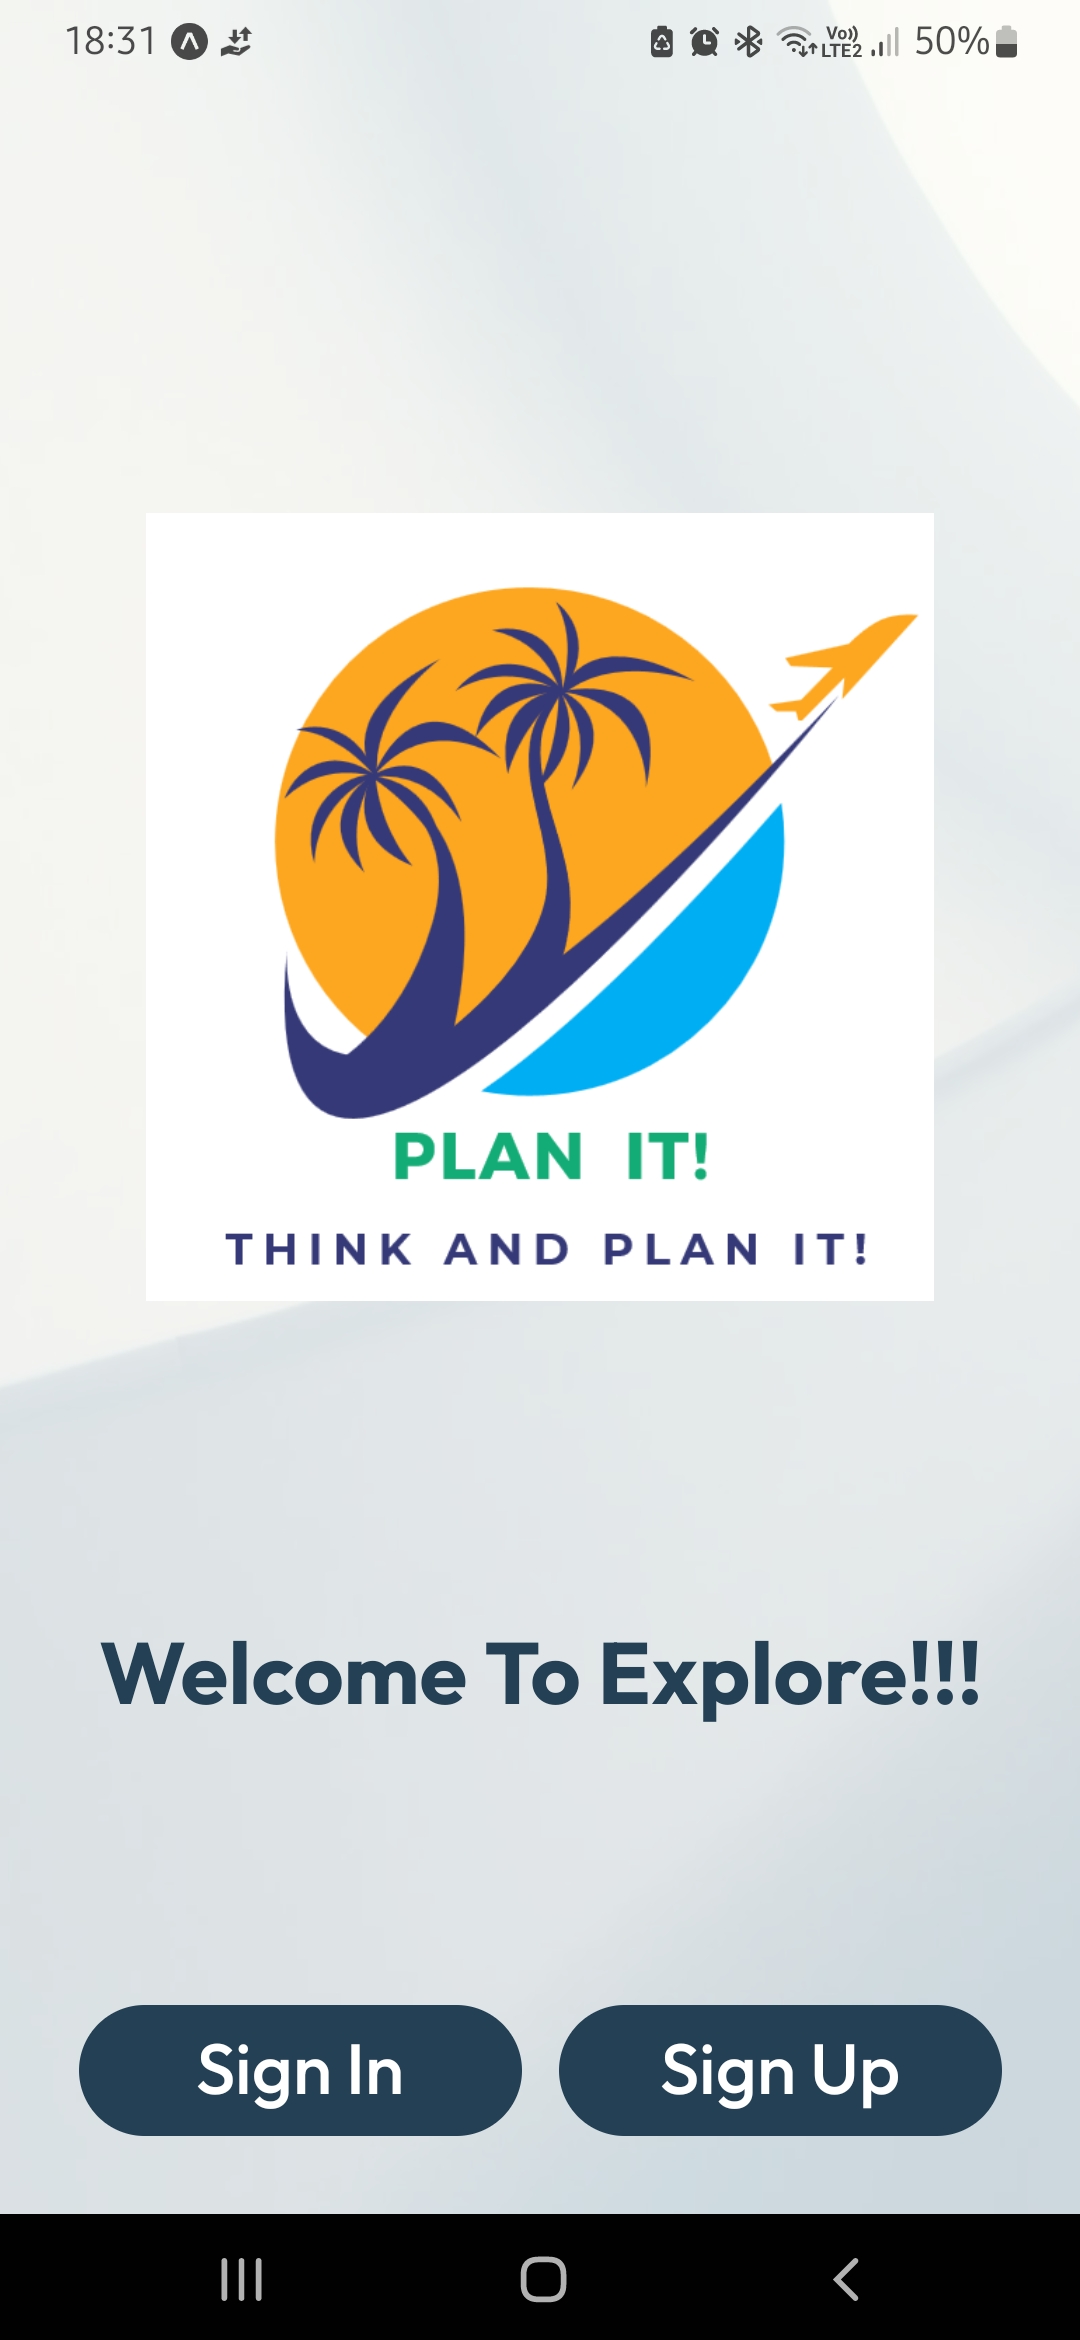 18:31
Vo)) LTE2 50%
PLAN IT!
THINK AND PLAN IT!
Welcome To Explore!!!
Sign In Sign Up